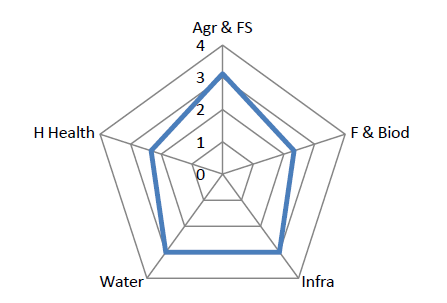 Agr & FS
4
3
2
1
0
H Health
F & Biod
Water
Infra